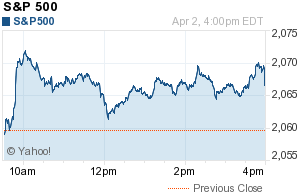 S&P 500
S&P500 Apr 2, 4:00pm EDT
2,075
2,070
2,065
2,060
2,055
© Yahoo!
10am 12pm 2pm 4pm
Previous Close